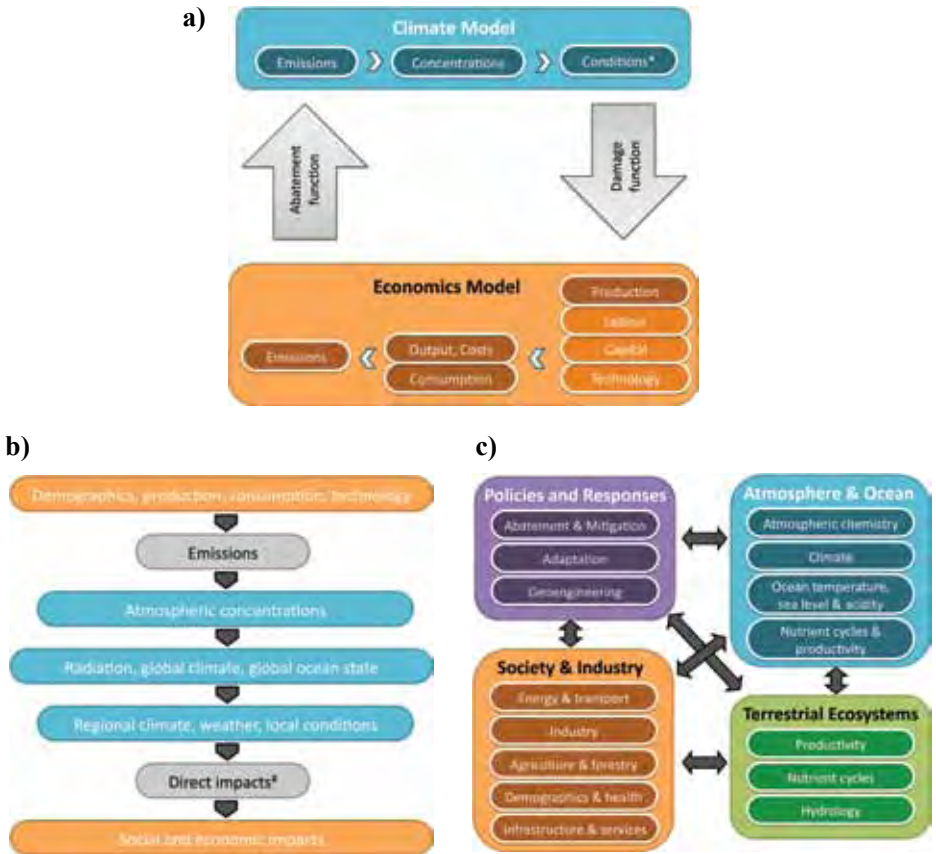 a)
Climate Model
Emissions
Concentrations
Conditions*
Abatement
function
Damage
function
Economics Model
Production
Labour
Capital
Technology
Output, Costs
Consumption
Emissions
b)
Demographics, production, consumption, technology
Emissions
Atmospheric concentrations
Radiation, global climate, global ocean state
Regional climate, weather, local conditions
Direct impacts#
Social and economic impacts
c)
Policies and Responses
Abatement & Mitigation
Adaptation
Geoengineering
Atmosphere & Ocean
Atmospheric chemistry
Climate
Ocean temperature,
sea level & acidity
Nutrient cycles &
productivity
Society & Industry
Energy & transport
Industry
Agriculture & forestry
Demographics & health
Infrastructure & services
Terrestrial Ecosystems
Productivity
Nutrient cycles
Hydrology